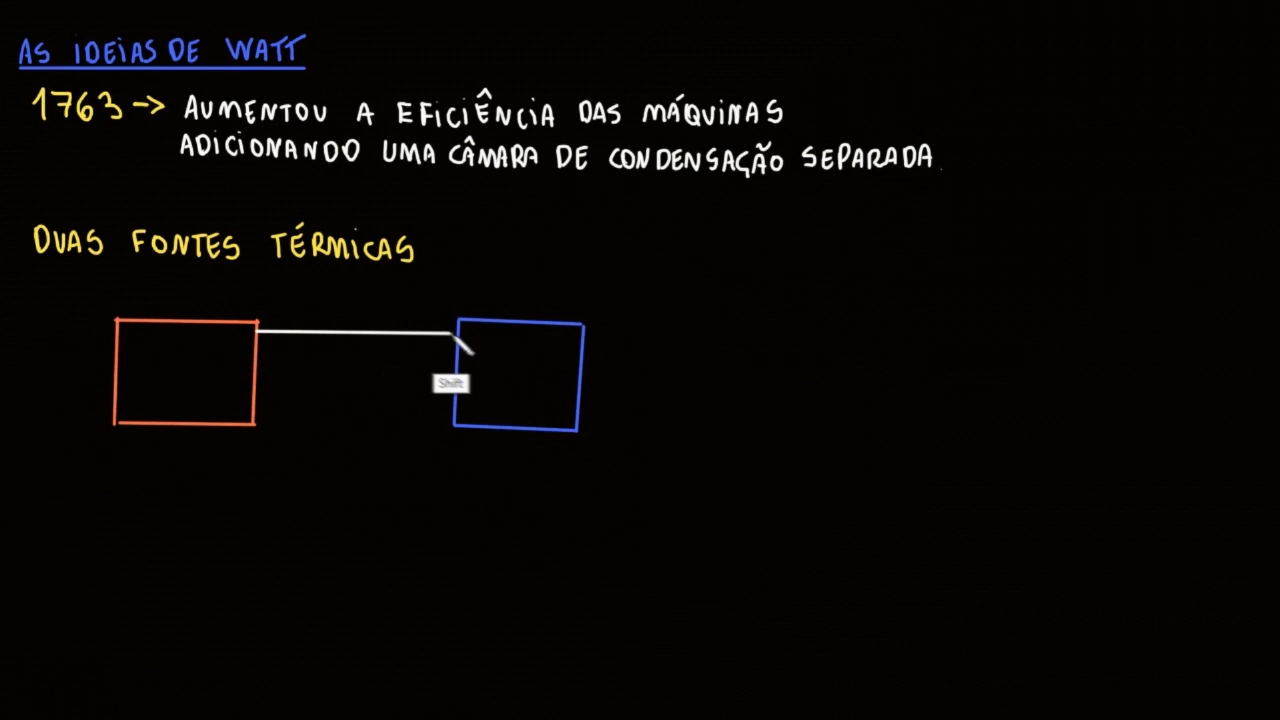 AS IDEIAS DE WATT
1763 → AUMENTOU A EFICIÊNCIA DAS MÁQUINAS
ADICIONANDO UMA CÂMARA DE CONDENSAÇÃO SEPARADA.
DUAS FONTES TÉRMICAS
Shift